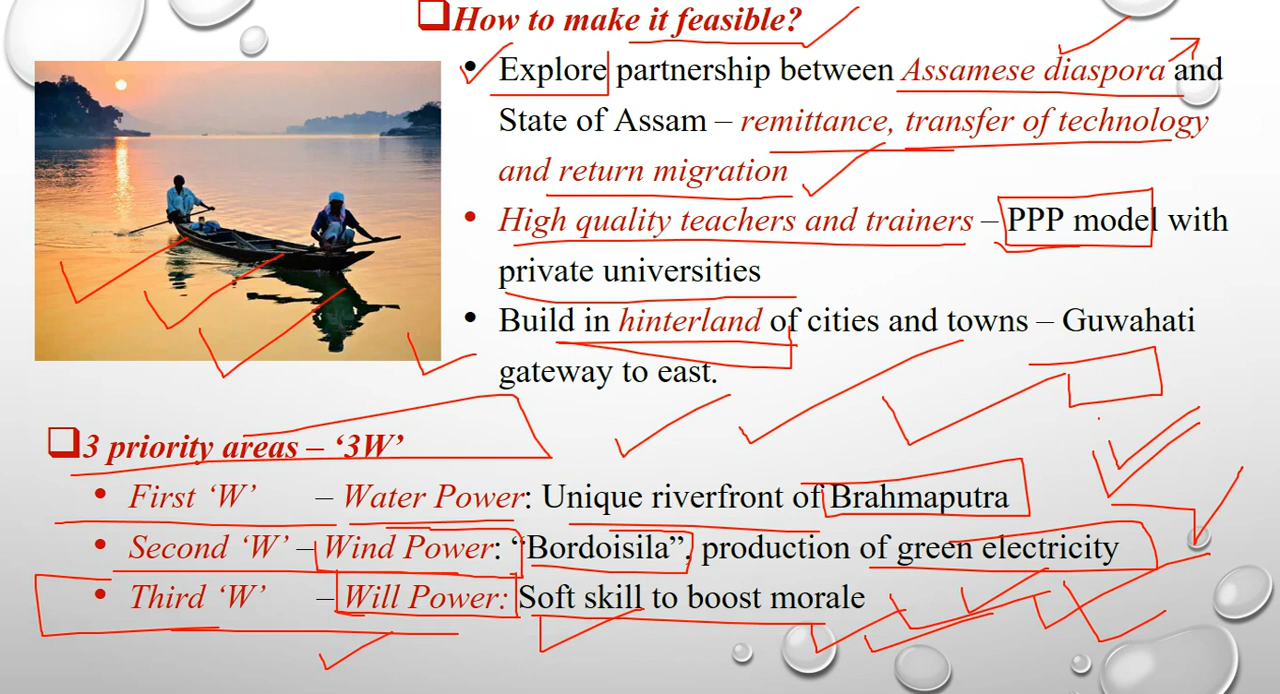 How to make it feasible?
• Explore partnership between Assamese diaspora and
State of Assam – remittance, transfer of technology
and return migration
• High quality teachers and trainers – PPP model with
private universities
• Build in hinterland of cities and towns – Guwahati
gateway to east.
3 priority areas – ‘3W’
• First ‘W’ – Water Power: Unique riverfront of Brahmaputra
• Second ‘W’ – Wind Power: “Bordoisila”, production of green electricity
• Third ‘W’ – Will Power: Soft skill to boost morale